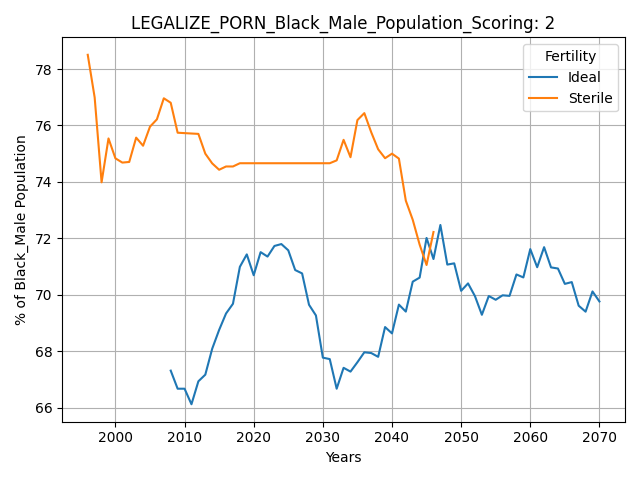 LEGALIZE_PORN_Black_Male_Population_Scoring: 2
Fertility
Ideal
Sterile
% of Black_Male Population
78
76
74
72
70
68
66
2000
2010
2020
2030
2040
2050
2060
2070
Years